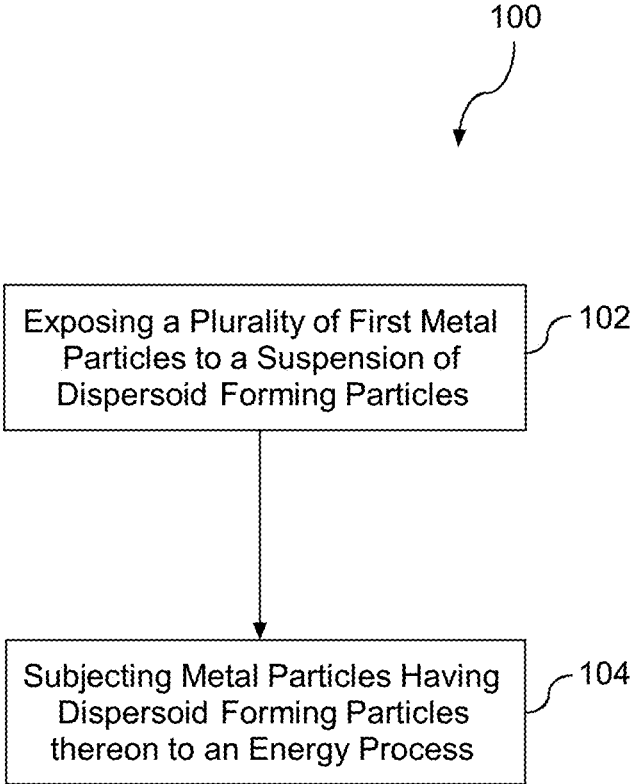 100
Exposing a Plurality of First Metal
Particles to a Suspension of
Dispersoid Forming Particles
102
Subjecting Metal Particles Having
Dispersoid Forming Particles
thereon to an Energy Process
104